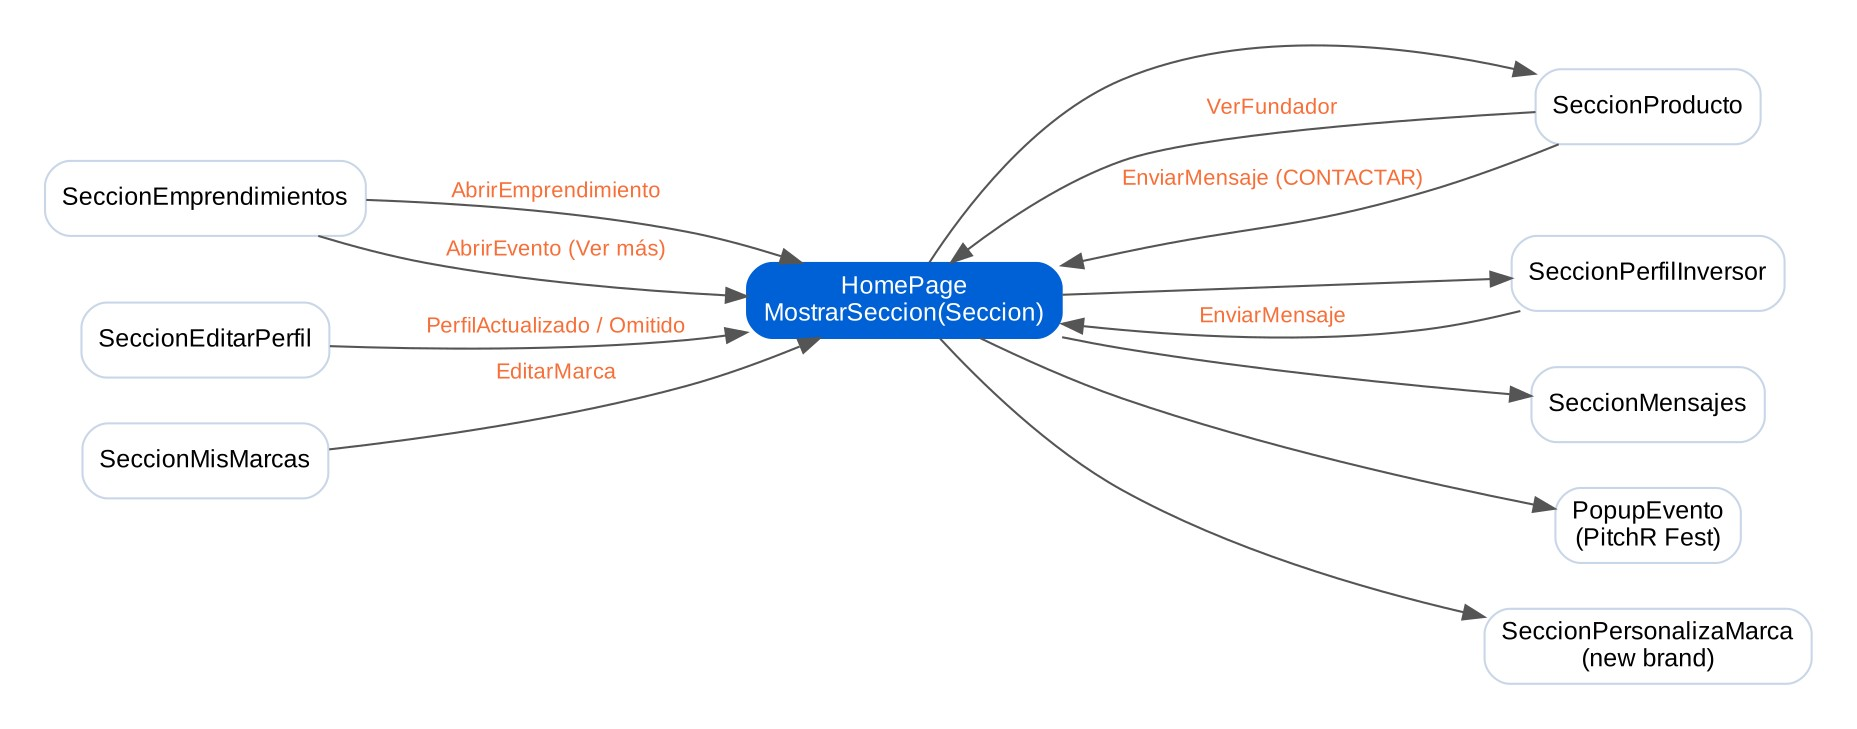 SeccionEmprendimientos
AbrirEmprendimiento
AbrirEvento (Ver más)
SeccionEditarPerfil
PerfilActualizado / Omitido
EditarMarca
SeccionMisMarcas
HomePage
MostrarSeccion(Seccion)
VerFundador
EnviarMensaje (CONTACTAR)
SeccionProducto
SeccionPerfilInversor
EnviarMensaje
SeccionMensajes
PopupEvento
(PitchR Fest)
SeccionPersonalizaMarca
(new brand)